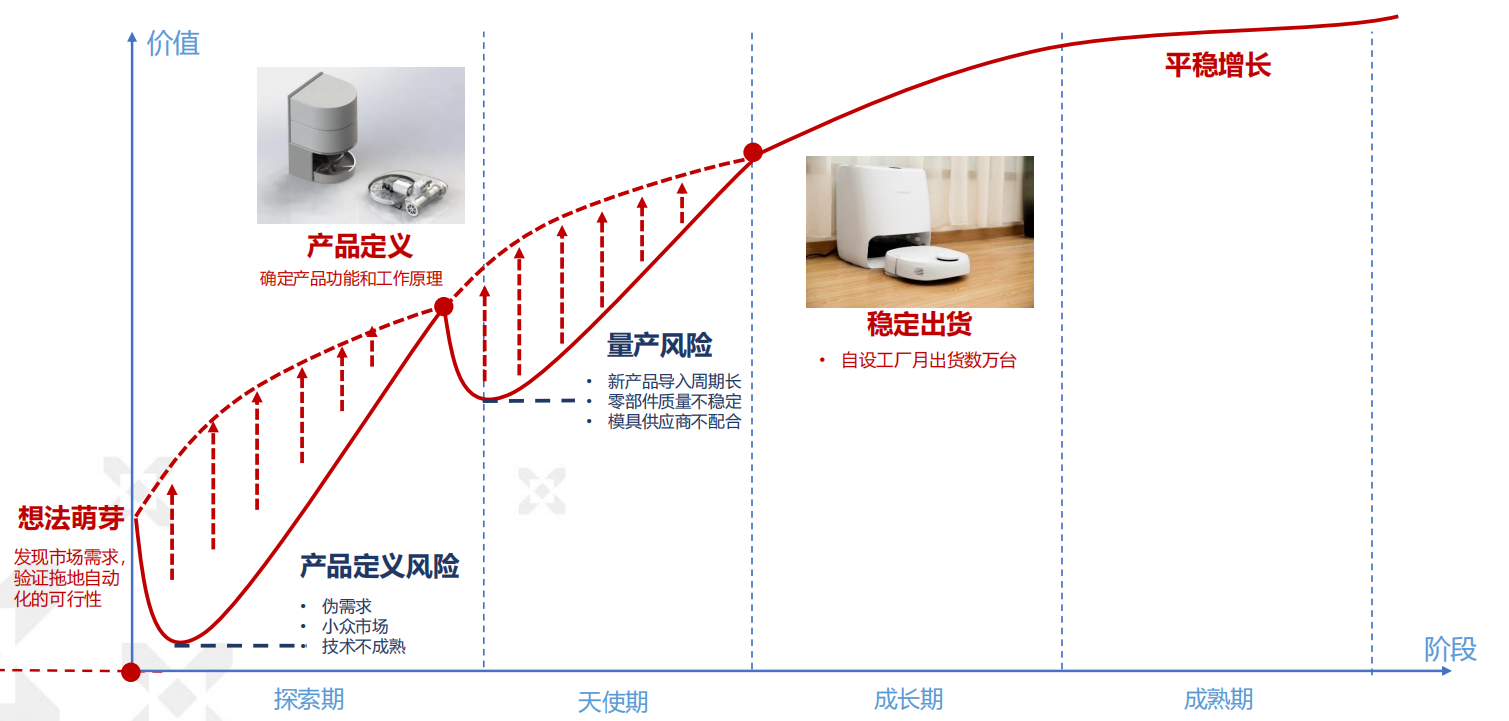 价值
平稳增长
产品定义
确定产品功能和工作原理
稳定出货
• 自设工厂月出货数万台
量产风险
• 新产品导入周期长
• 零部件质量不稳定
• 模具供应商不配合
想法萌芽
发现市场需求，
验证拖地自动
化的可行性
产品定义风险
• 伪需求
• 小众市场
• 技术不成熟
阶段
探索期
天使期
成长期
成熟期